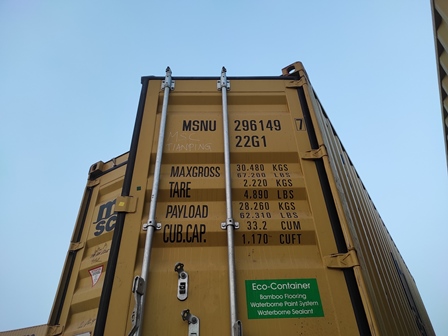 MSNU 296149 7
22G1
MAXGROSS 30.480 KGS
67.200 LBS
TARE 2.220 KGS
4.890 LBS
PAYLOAD 28.260 KGS
62.310 LBS
CUB.CAP. 33.2 CUM
1.170 CUFT
Eco-Container
Bamboo Flooring
Waterborne Paint System
Waterborne Sealant
m
sc